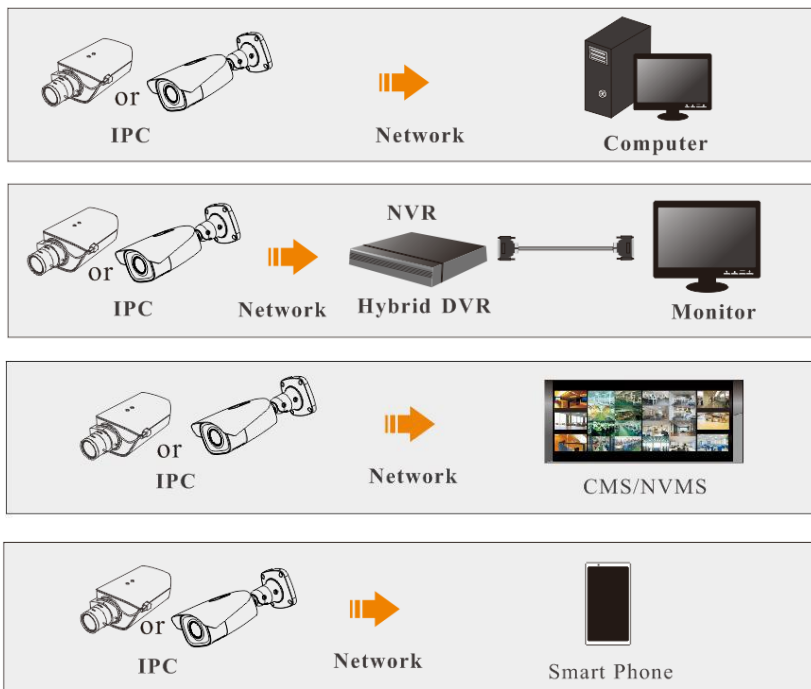 or
IPC
Network
Computer
or
IPC
Network
NVR
Hybrid DVR
Monitor
or
IPC
Network
CMS/NVMS
or
IPC
Network
Smart Phone